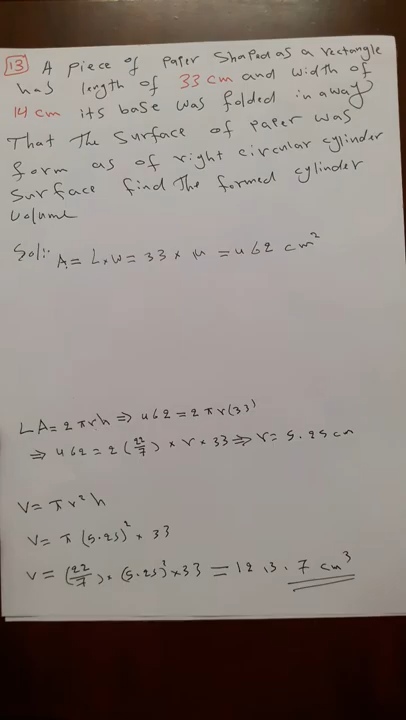 13 A piece of Paper shaped as a rectangle
has length of 33 cm and width of
14 cm its base was folded in a way
That The surface of paper was
form as of right circular cylinder
surface find The formed cylinder
volume
Sol:- A = L × W = 33 × 14 = 462 cm²
LA = 2πrh ⇒ 462 = 2πr(33)
⇒ 462 = 2(22/7) × r × 33 ⇒ r = 5.25 cm
V = πr²h
V = π(5.25)² × 33
V = (22/7) × (5.25)² × 33 = 12 .3.7 cm³